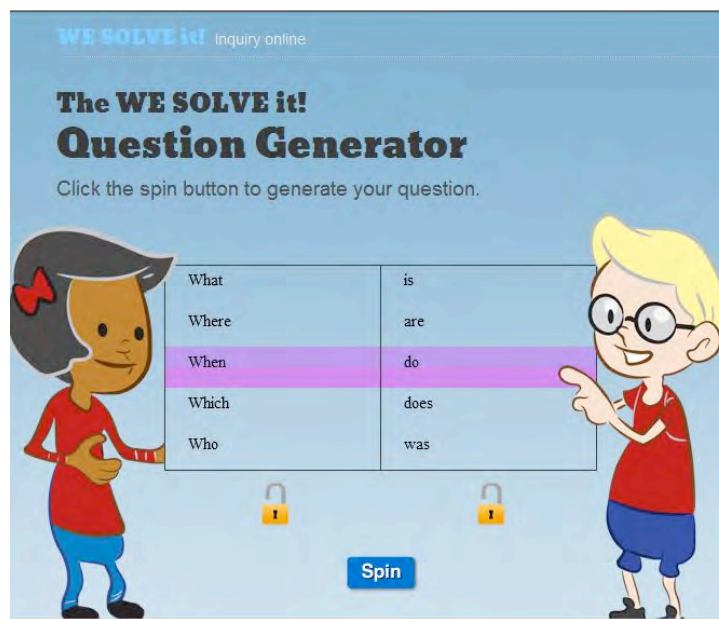 WE SOLVE it! Inquiry online
The WE SOLVE it!
Question Generator
Click the spin button to generate your question.
What is
Where are
When do
Which does
Who was
Spin